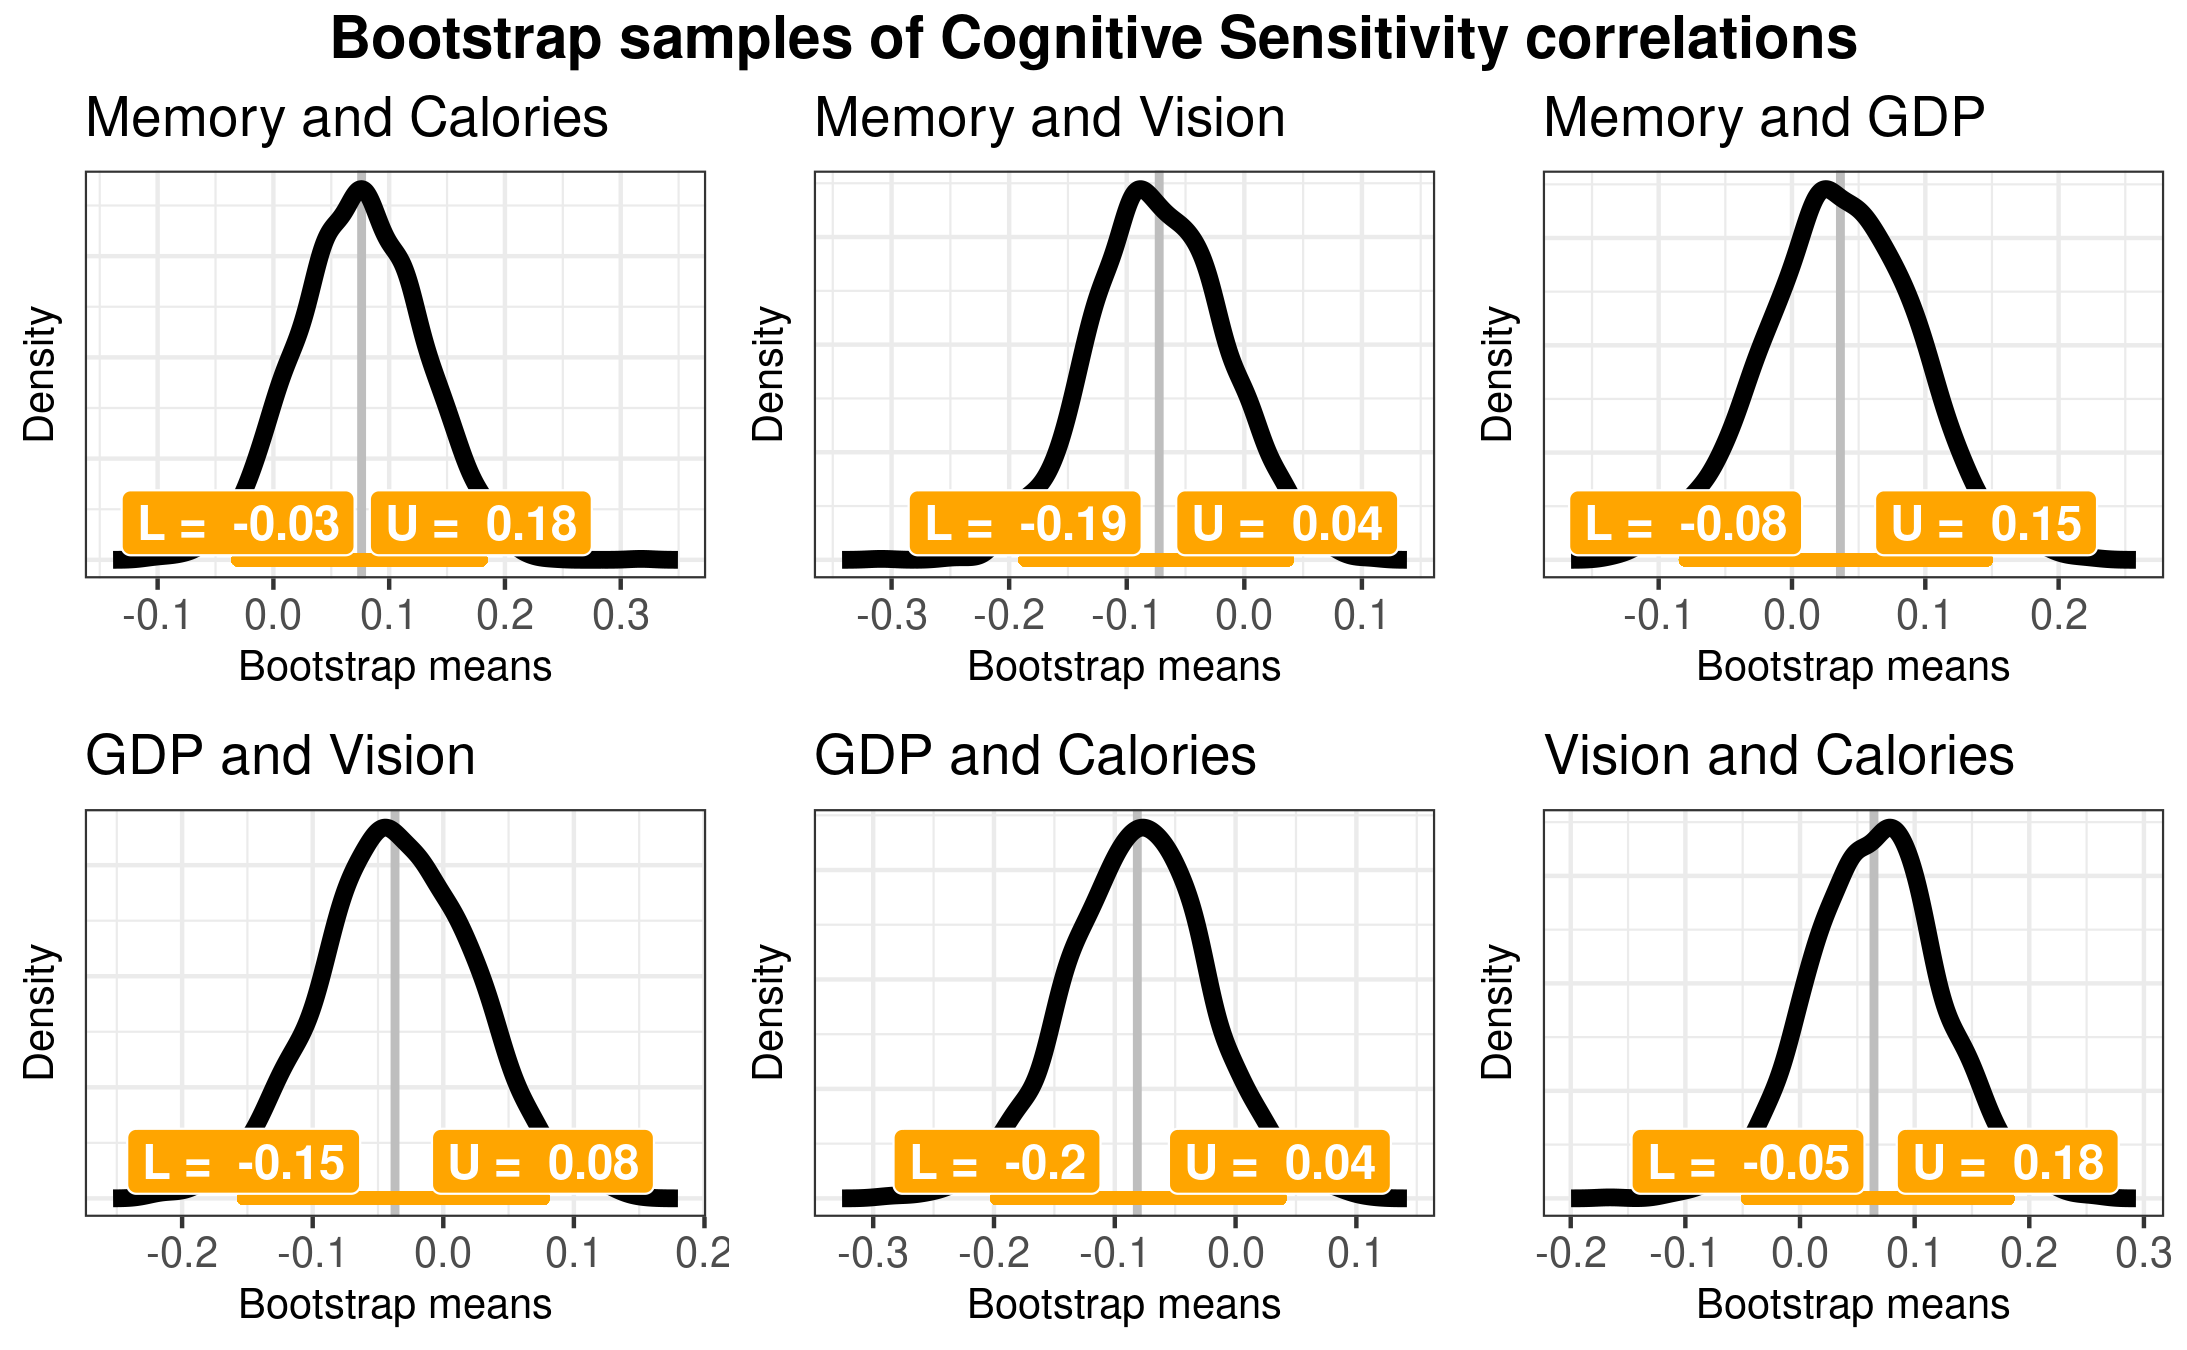 Bootstrap samples of Cognitive Sensitivity correlations
Memory and Calories
Density
L = -0.03
U = 0.18
-0.1 0.0 0.1 0.2 0.3
Bootstrap means
Memory and Vision
Density
L = -0.19
U = 0.04
-0.3 -0.2 -0.1 0.0 0.1
Bootstrap means
Memory and GDP
Density
L = -0.08
U = 0.15
-0.1 0.0 0.1 0.2
Bootstrap means
GDP and Vision
Density
L = -0.15
U = 0.08
-0.2 -0.1 0.0 0.1 0.2
Bootstrap means
GDP and Calories
Density
L = -0.2
U = 0.04
-0.3 -0.2 -0.1 0.0 0.1
Bootstrap means
Vision and Calories
Density
L = -0.05
U = 0.18
-0.2 -0.1 0.0 0.1 0.2 0.3
Bootstrap means